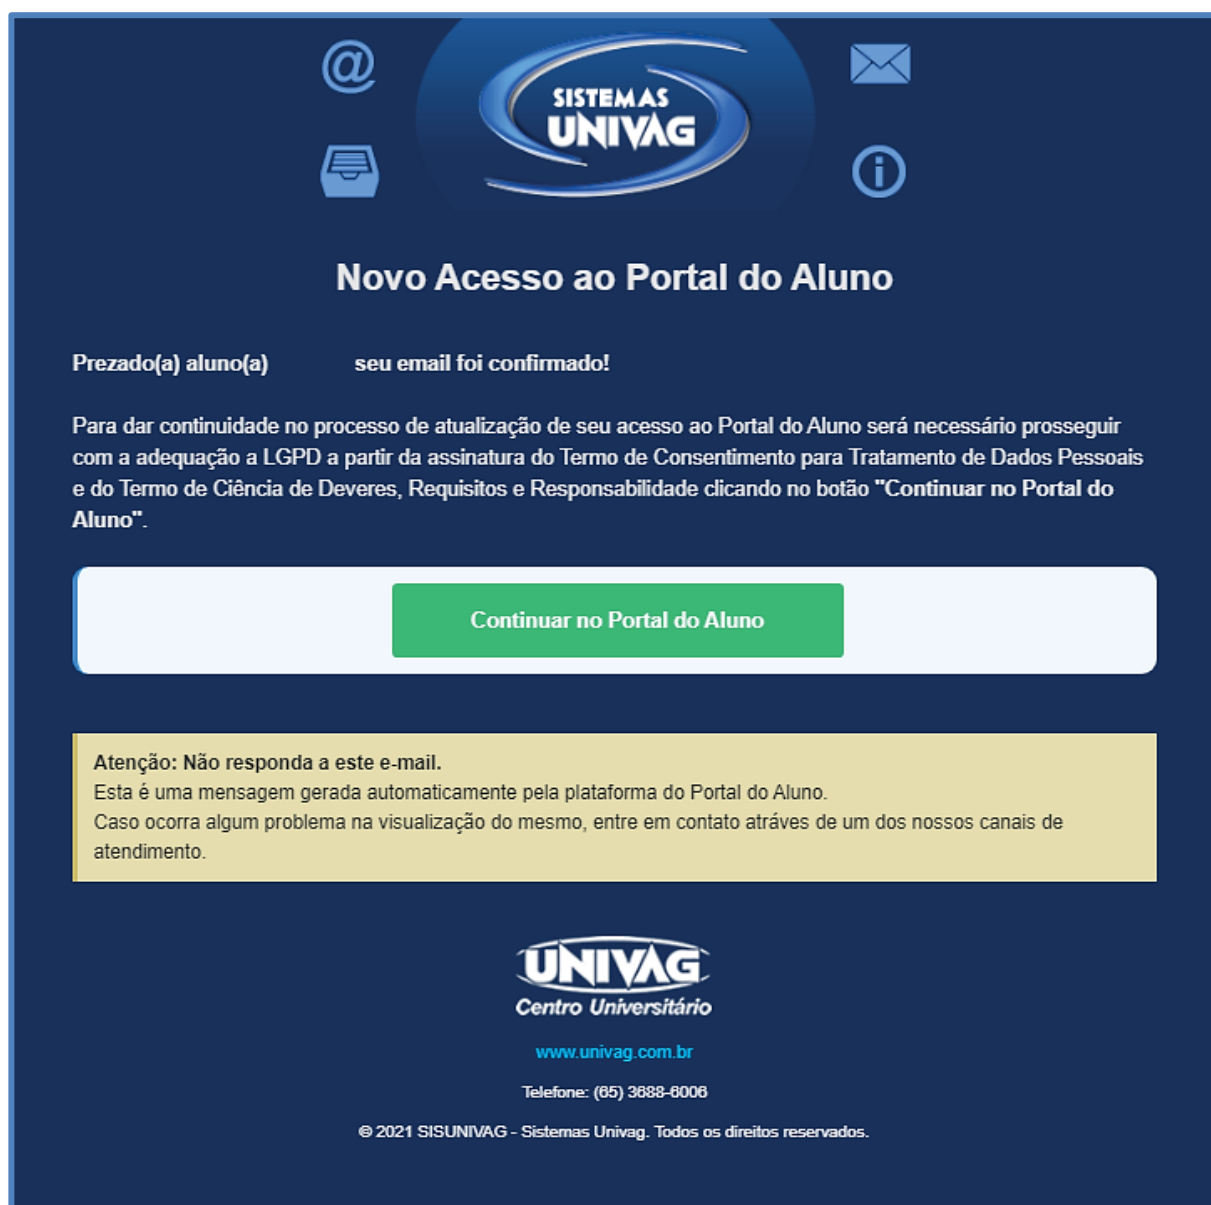 SISTEMAS
UNIVAG
Novo Acesso ao Portal do Aluno
Prezado(a) aluno(a) seu email foi confirmado!
Para dar continuidade no processo de atualização de seu acesso ao Portal do Aluno será necessário prosseguir
com a adequação a LGPD a partir da assinatura do Termo de Consentimento para Tratamento de Dados Pessoais
e do Termo de Ciência de Deveres, Requisitos e Responsabilidade clicando no botão "Continuar no Portal do
Aluno".
Continuar no Portal do Aluno
Atenção: Não responda a este e-mail.
Esta é uma mensagem gerada automaticamente pela plataforma do Portal do Aluno.
Caso ocorra algum problema na visualização do mesmo, entre em contato atráves de um dos nossos canais de
atendimento.
UNIVAG
Centro Universitário
www.univag.com.br
Telefone: (65) 3688-6006
© 2021 SISUNIVAG - Sistemas Univag. Todos os direitos reservados.